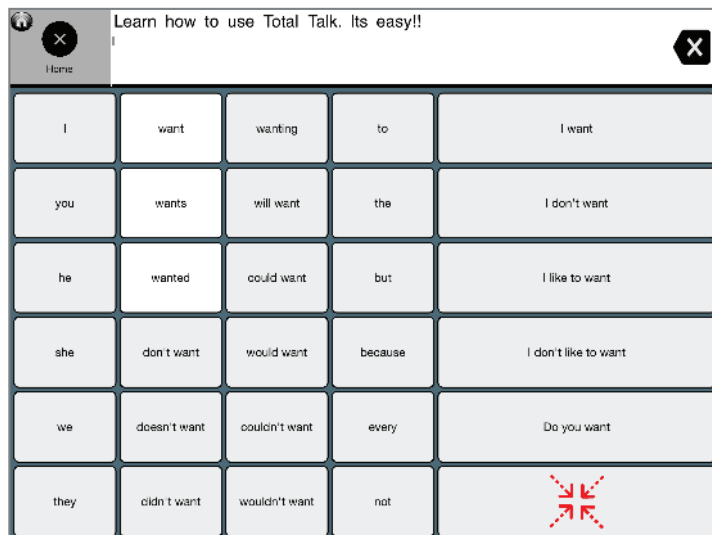 Learn how to use Total Talk. Its easy!!
Home
I want wanting to I want
you wants will want the I don't want
he wanted could want but I like to want
she don't want would want because I don't like to want
we doesn't want couldn't want every Do you want
they didn't want wouldn't want not